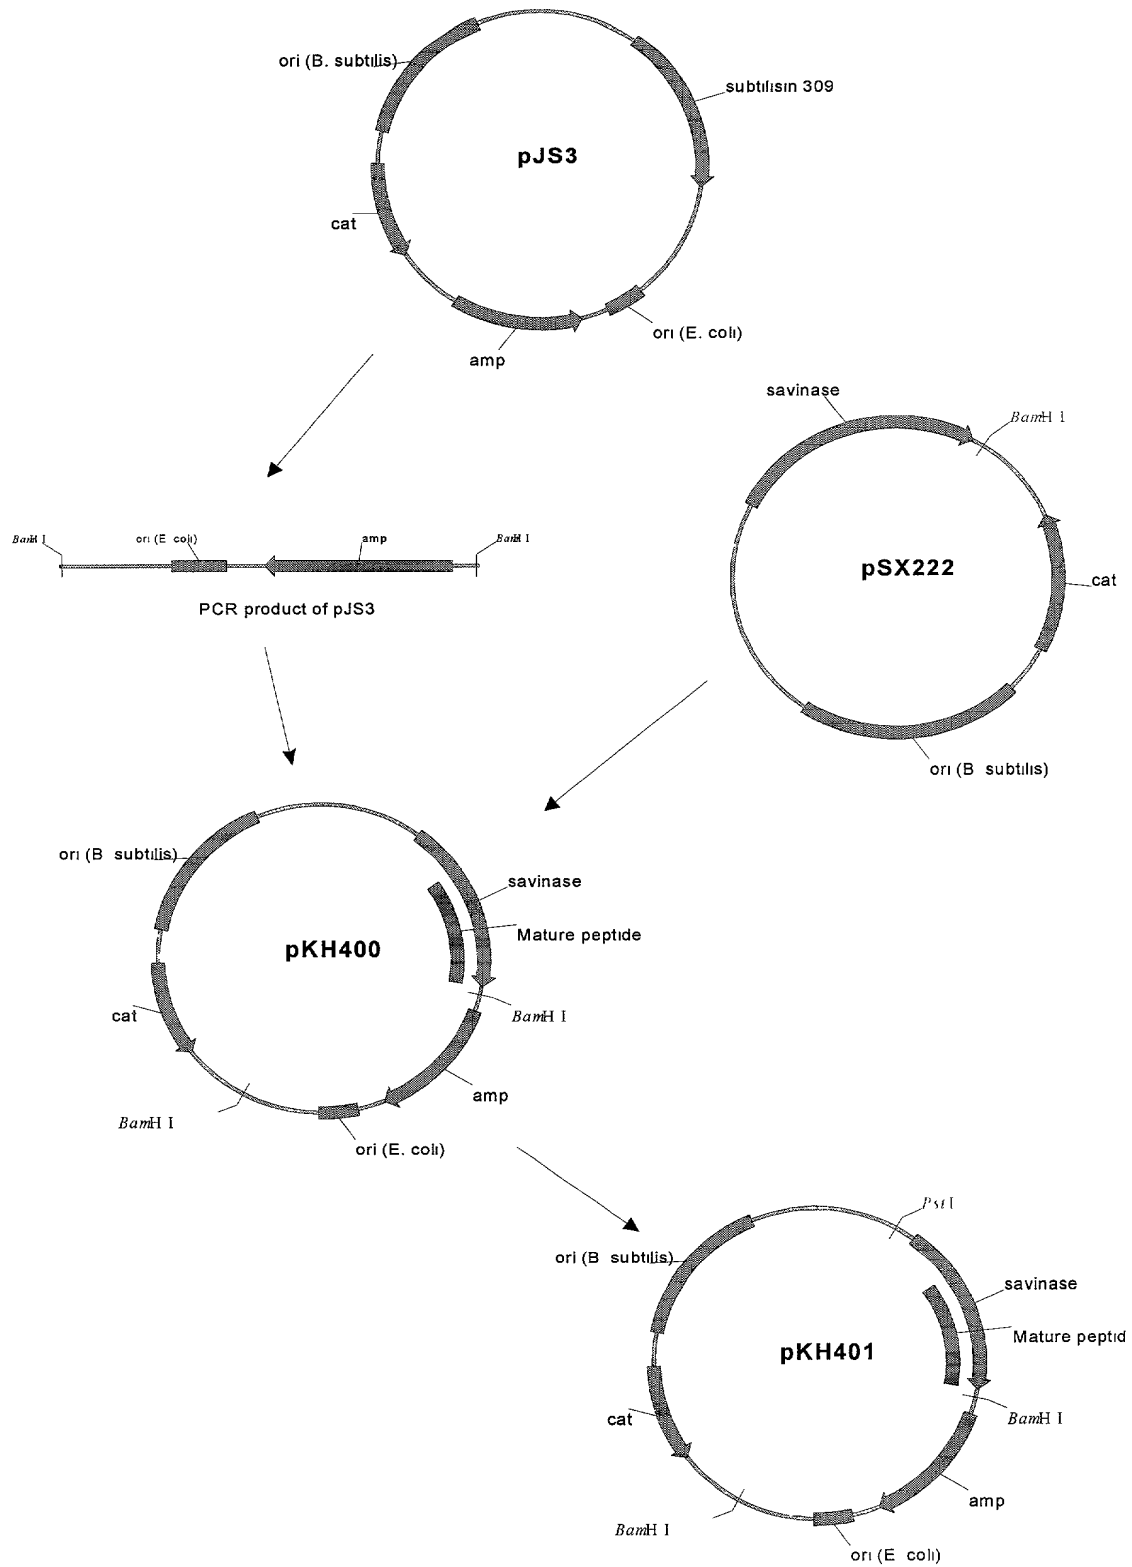 ori (B. subtilis)
subtilisin 309
pJS3
cat
ori (E. coli)
amp
savinase
BamH I
BamH I
ori (E coli)
amp
BamH I
pSX222
cat
PCR product of pJS3
ori (B subtilis)
ori (B subtilis)
savinase
Mature peptide
pKH400
cat
BamH I
amp
BamH I
ori (E. coli)
Pst I
ori (B subtilis)
savinase
Mature peptid
pKH401
cat
BamH I
amp
BamH I
ori (E coli)